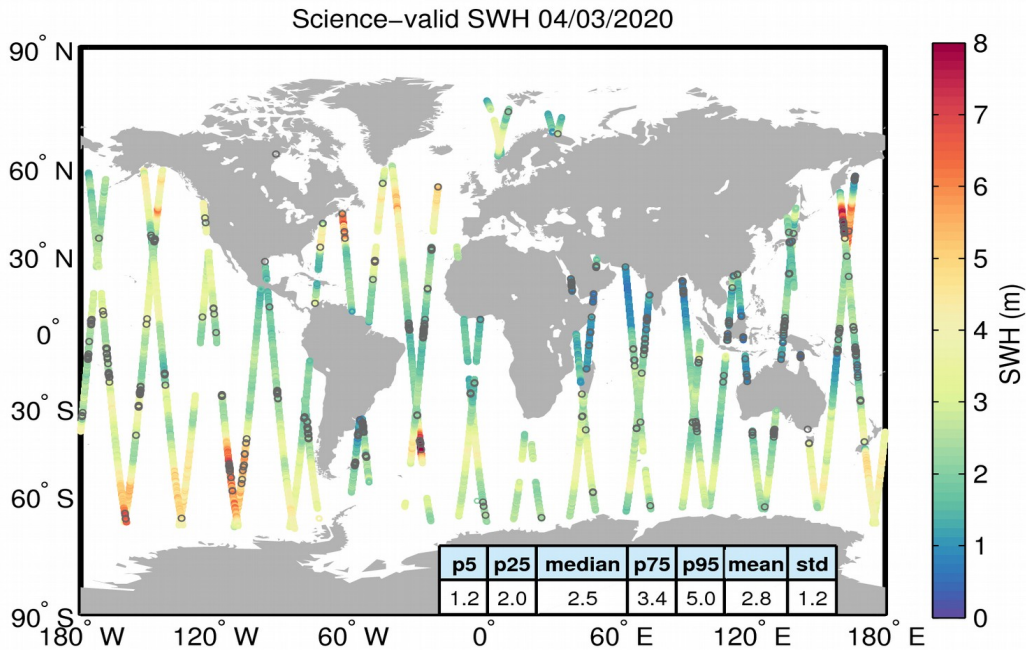 Science−valid SWH 04/03/2020
90° N
60° N
30° N
0°
30° S
60° S
90° S
180° W
120° W
60° W
0°
60° E
120° E
180° E
p5 p25 median p75 p95 mean std
1.2 2.0 2.5 3.4 5.0 2.8 1.2
8
7
6
5
4
3
2
1
0
SWH (m)